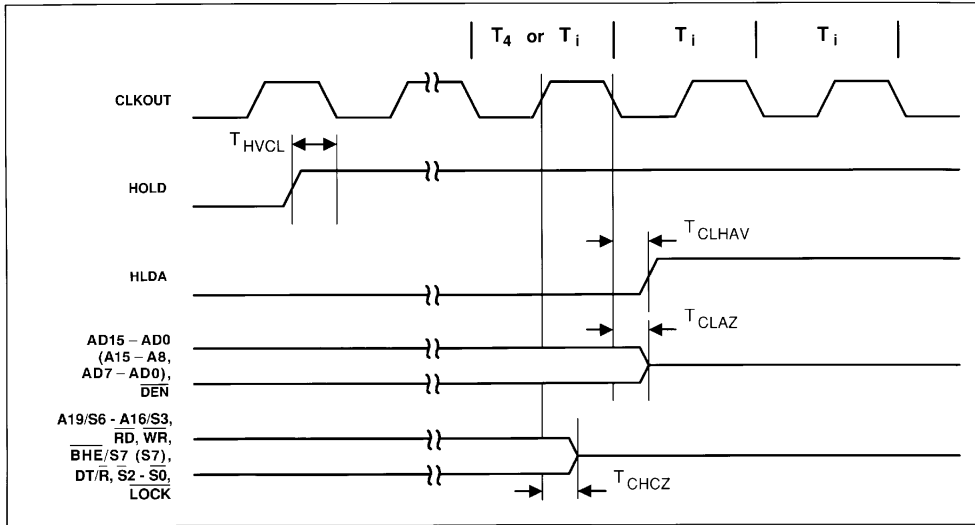 T4 or Ti
Ti
Ti
CLKOUT
THVCL
HOLD
TCLHAV
HLDA
TCLAZ
AD15 – AD0
(A15 – A8,
AD7 – AD0),
DEN
A19/S6 - A16/S3,
RD, WR,
BHE/S7 (S7),
DT/R, S2 - S0,
LOCK
TCHCZ